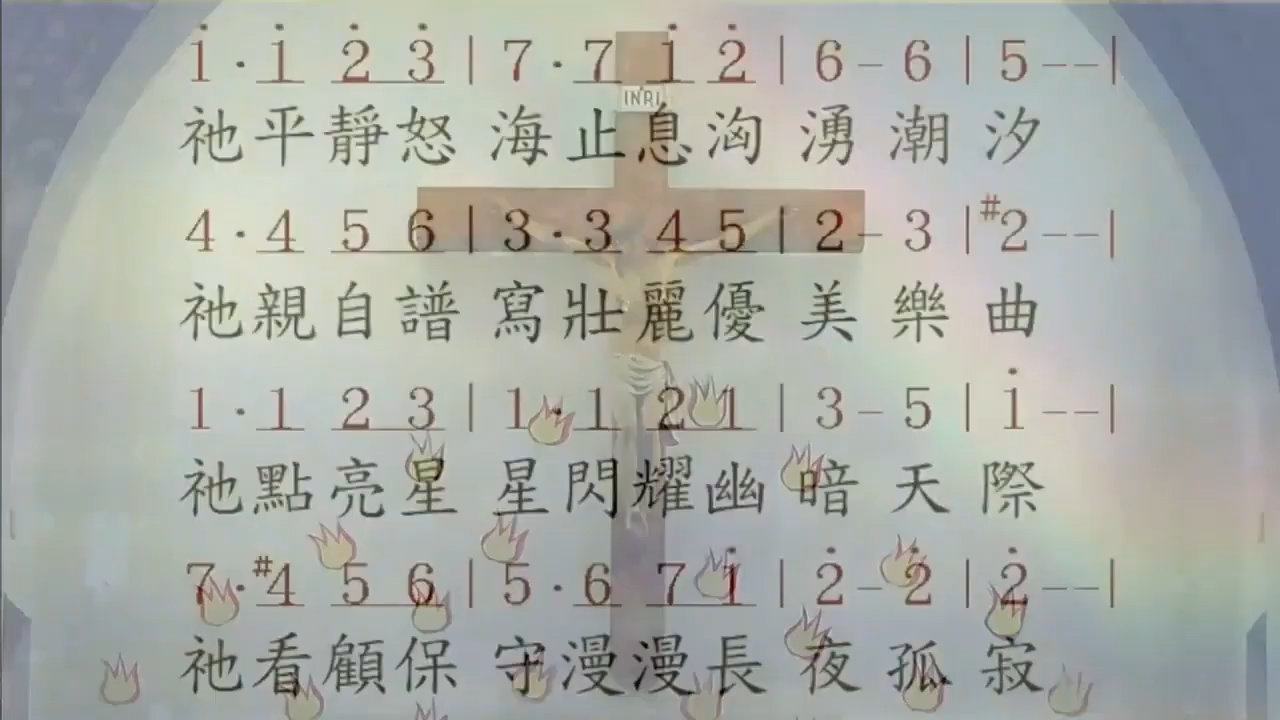 1̇ · 1̇ 2̇ 3̇ | 7 · 7 1̇ 2̇ | 6 – 6 | 5 – – |
INRI
祂平靜怒 海止息洶 湧潮汐
4 · 4 5 6 | 3 · 3 4 5 | 2 – 3 | #2 – – |
祂親自譜 寫壯麗優 美樂曲
1 · 1 2 3 | 1 · 1 2 1 | 3 – 5 | 1̇ – – |
祂點亮星 星閃耀幽 暗天際
7 · #4 5 6 | 5 · 6 7 1̇ | 2̇ – 2̇ | 2̇ – – |
祂看顧保 守漫漫長 夜孤寂